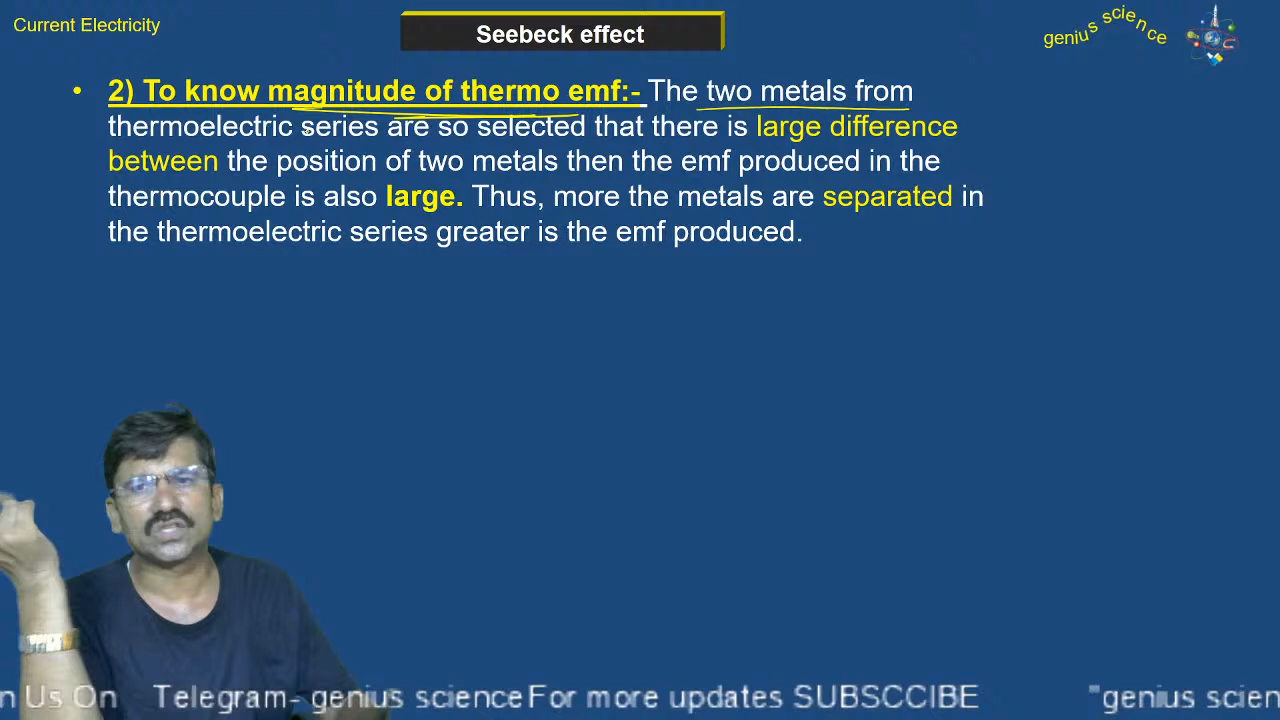 Current Electricity
Seebeck effect
genius science
• 2) To know magnitude of thermo emf:- The two metals from
thermoelectric series are so selected that there is large difference
between the position of two metals then the emf produced in the
thermocouple is also large. Thus, more the metals are separated in
the thermoelectric series greater is the emf produced.
n Us On Telegram- genius science For more updates SUBSCCIBE "genius scien